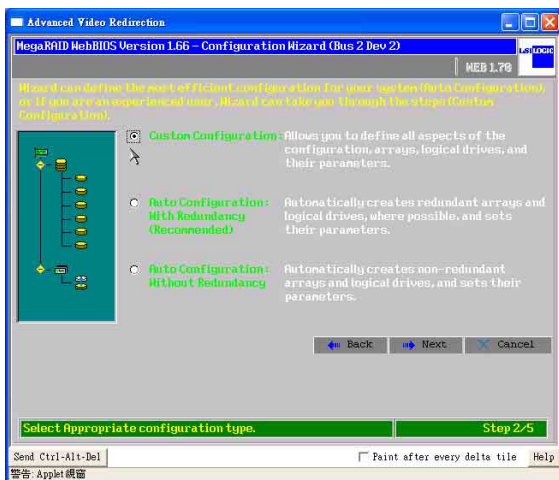 Advanced Video Redirection
MegaRAID WebBIOS Version 1.66 – Configuration Wizard (Bus 2 Dev 2)
LSI LOGIC
WEB 1.78
Wizard can define the most efficient configuration for your system(Auto Configuration),
or if you are an experienced user, Wizard can take you through the steps(Custom
Configuration).
Custom Configuration: Allows you to define all aspects of the
configuration, arrays, logical drives, and
their parameters.
Auto Configuration: Automatically creates redundant arrays and
With Redundancy logical drives, where possible, and sets
(Recommended) their parameters.
Auto Configuration: Automatically creates non-redundant
Without Redundancy arrays and logical drives, and sets their
parameters.
Back Next Cancel
Select Appropriate configuration type. Step 2/5
Send Ctrl-Alt-Del Paint after every delta tile Help
警告: Applet 視窗